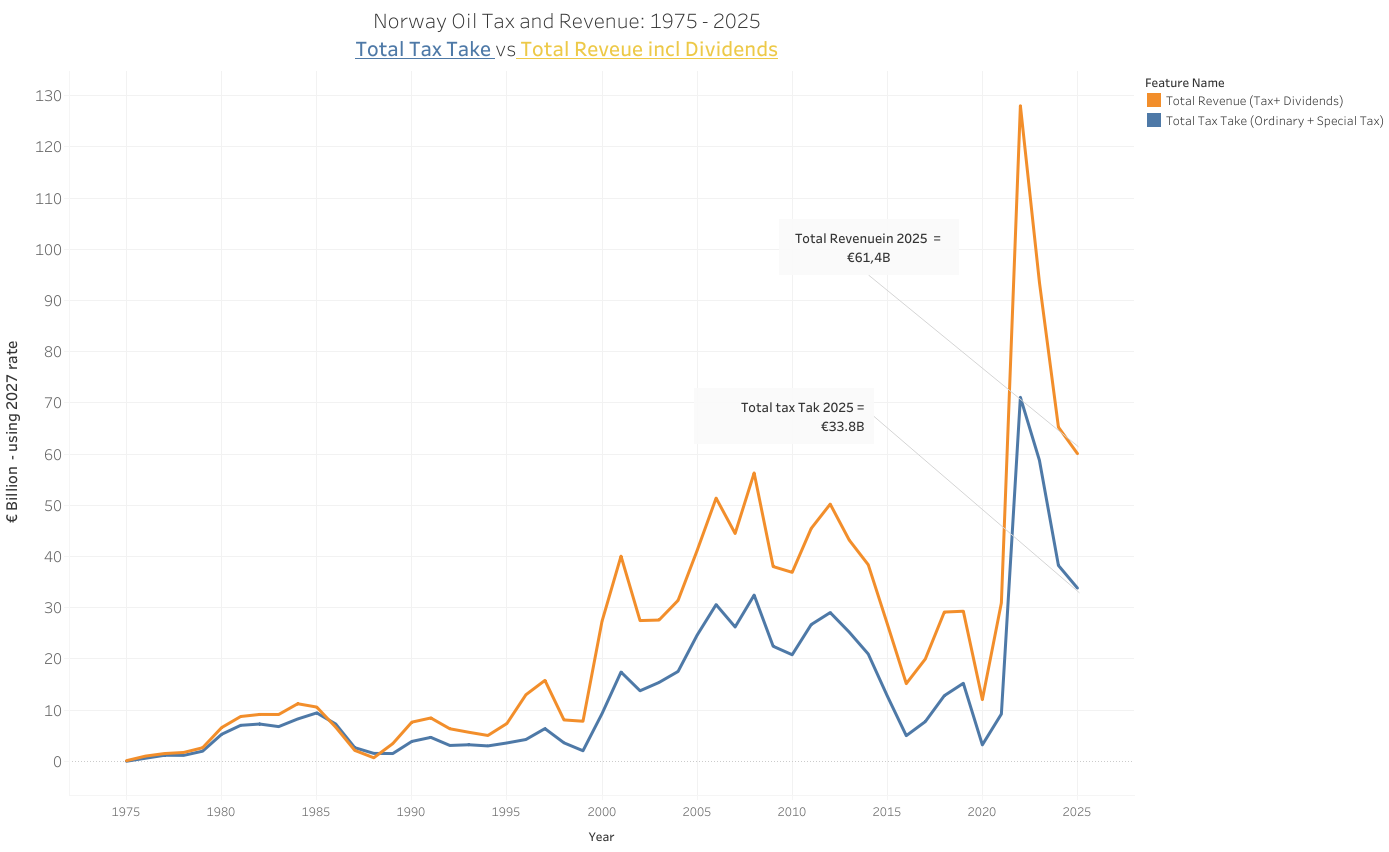 Norway Oil Tax and Revenue: 1975 - 2025
Total Tax Take vs Total Reveue incl Dividends
Feature Name
Total Revenue (Tax+ Dividends)
Total Tax Take (Ordinary + Special Tax)
€ Billion - using 2027 rate
130
120
110
100
90
80
70
60
50
40
30
20
10
0
Total Revenuein 2025 =
€61,4B
Total tax Tak 2025 =
€33.8B
1975 1980 1985 1990 1995 2000 2005 2010 2015 2020 2025
Year